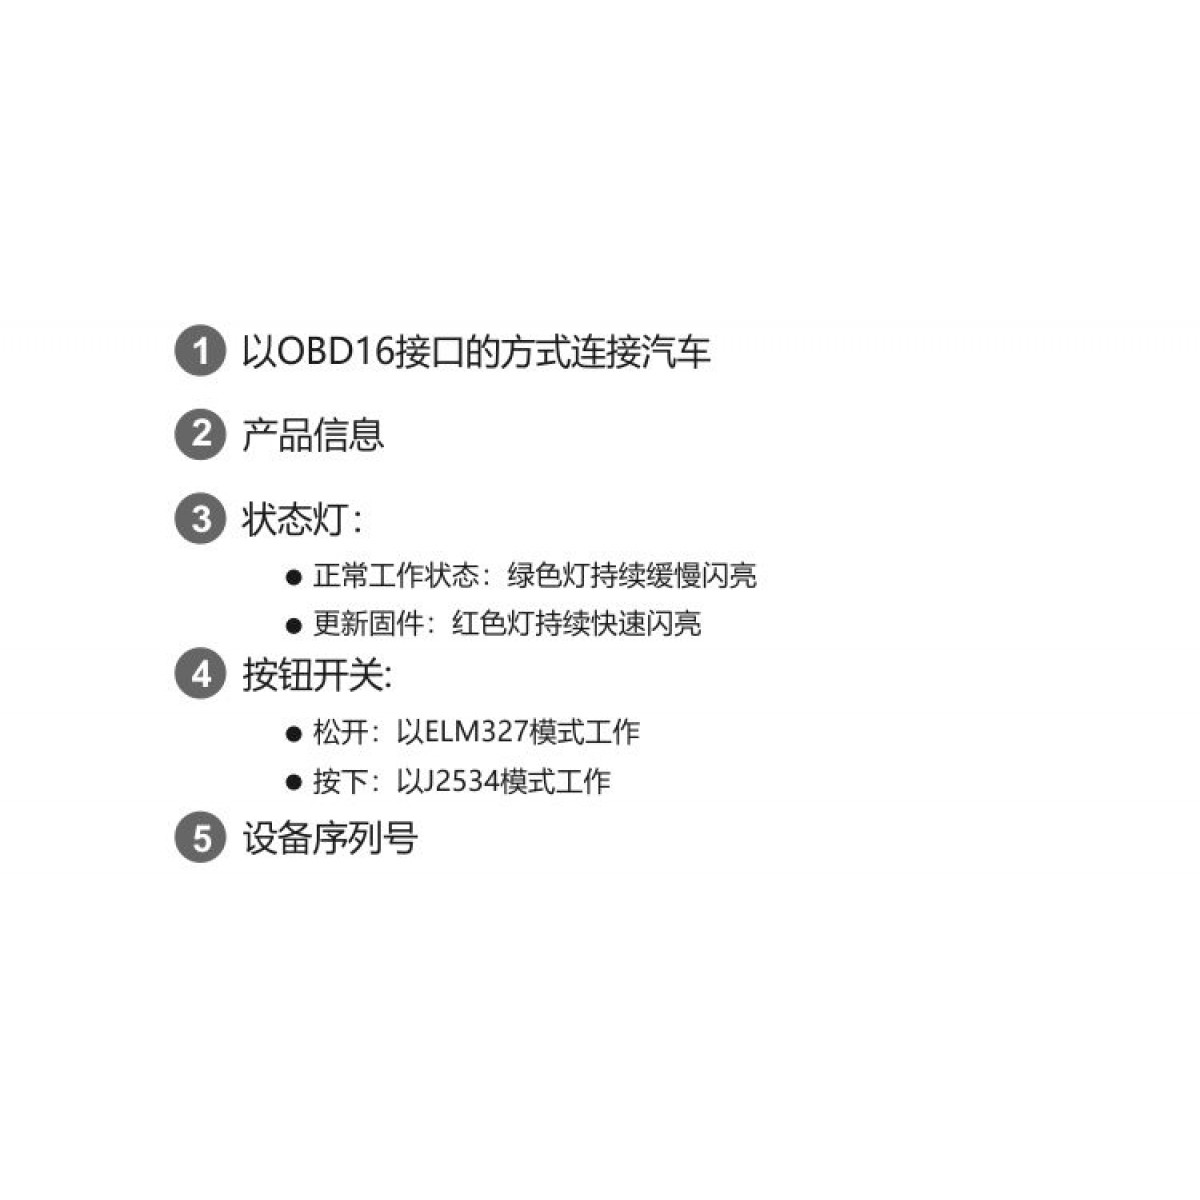 1 以OBD16接口的方式连接汽车
2 产品信息
3 状态灯：
● 正常工作状态：绿色灯持续缓慢闪亮
● 更新固件：红色灯持续快速闪亮
4 按钮开关:
● 松开：以ELM327模式工作
● 按下：以J2534模式工作
5 设备序列号